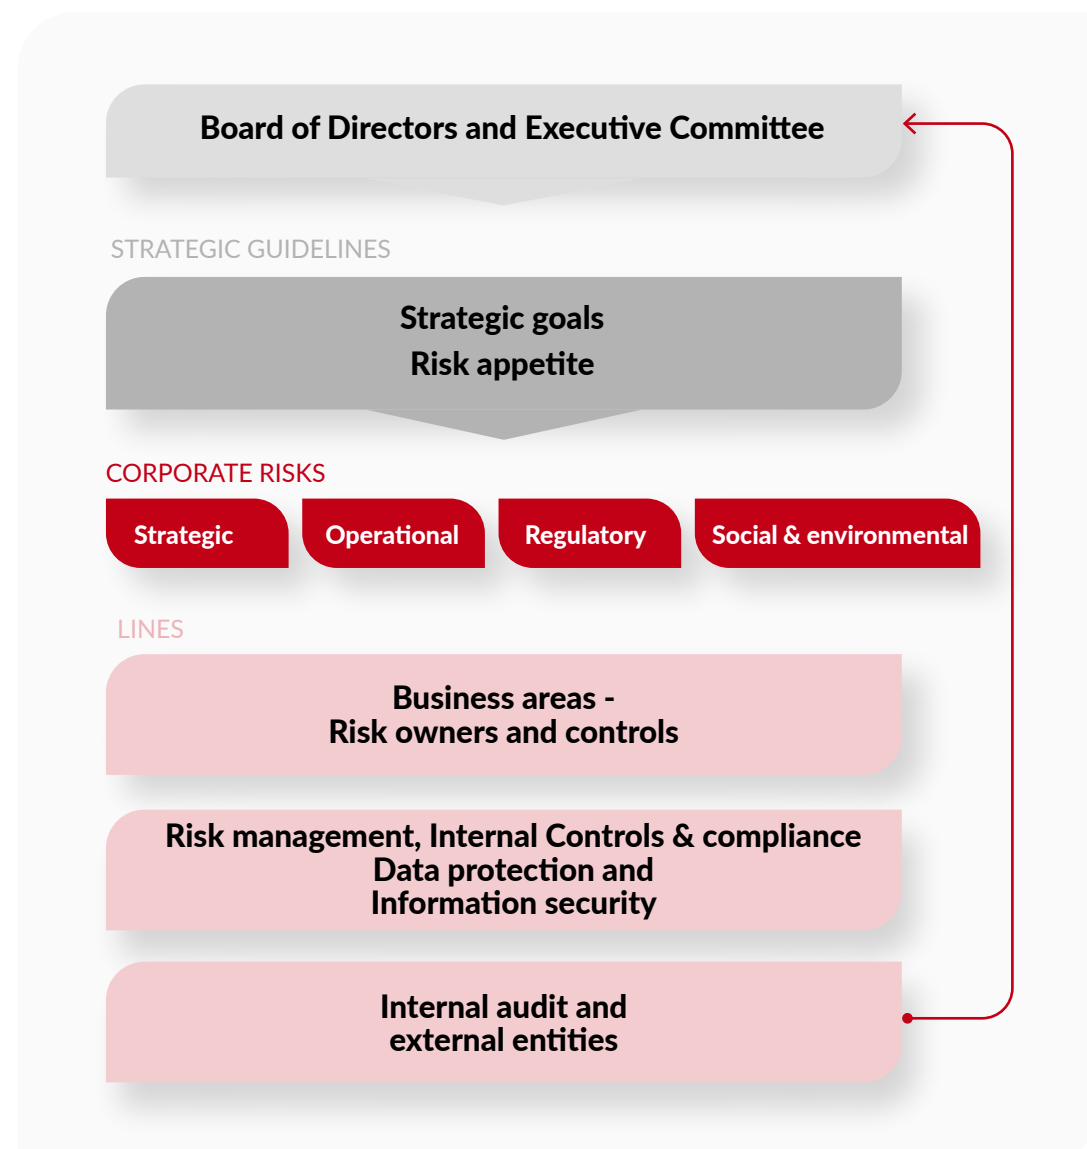 Board of Directors and Executive Committee
STRATEGIC GUIDELINES
Strategic goals
Risk appetite
CORPORATE RISKS
Strategic
Operational
Regulatory
Social & environmental
LINES
Business areas -
Risk owners and controls
Risk management, Internal Controls & compliance
Data protection and
Information security
Internal audit and
external entities